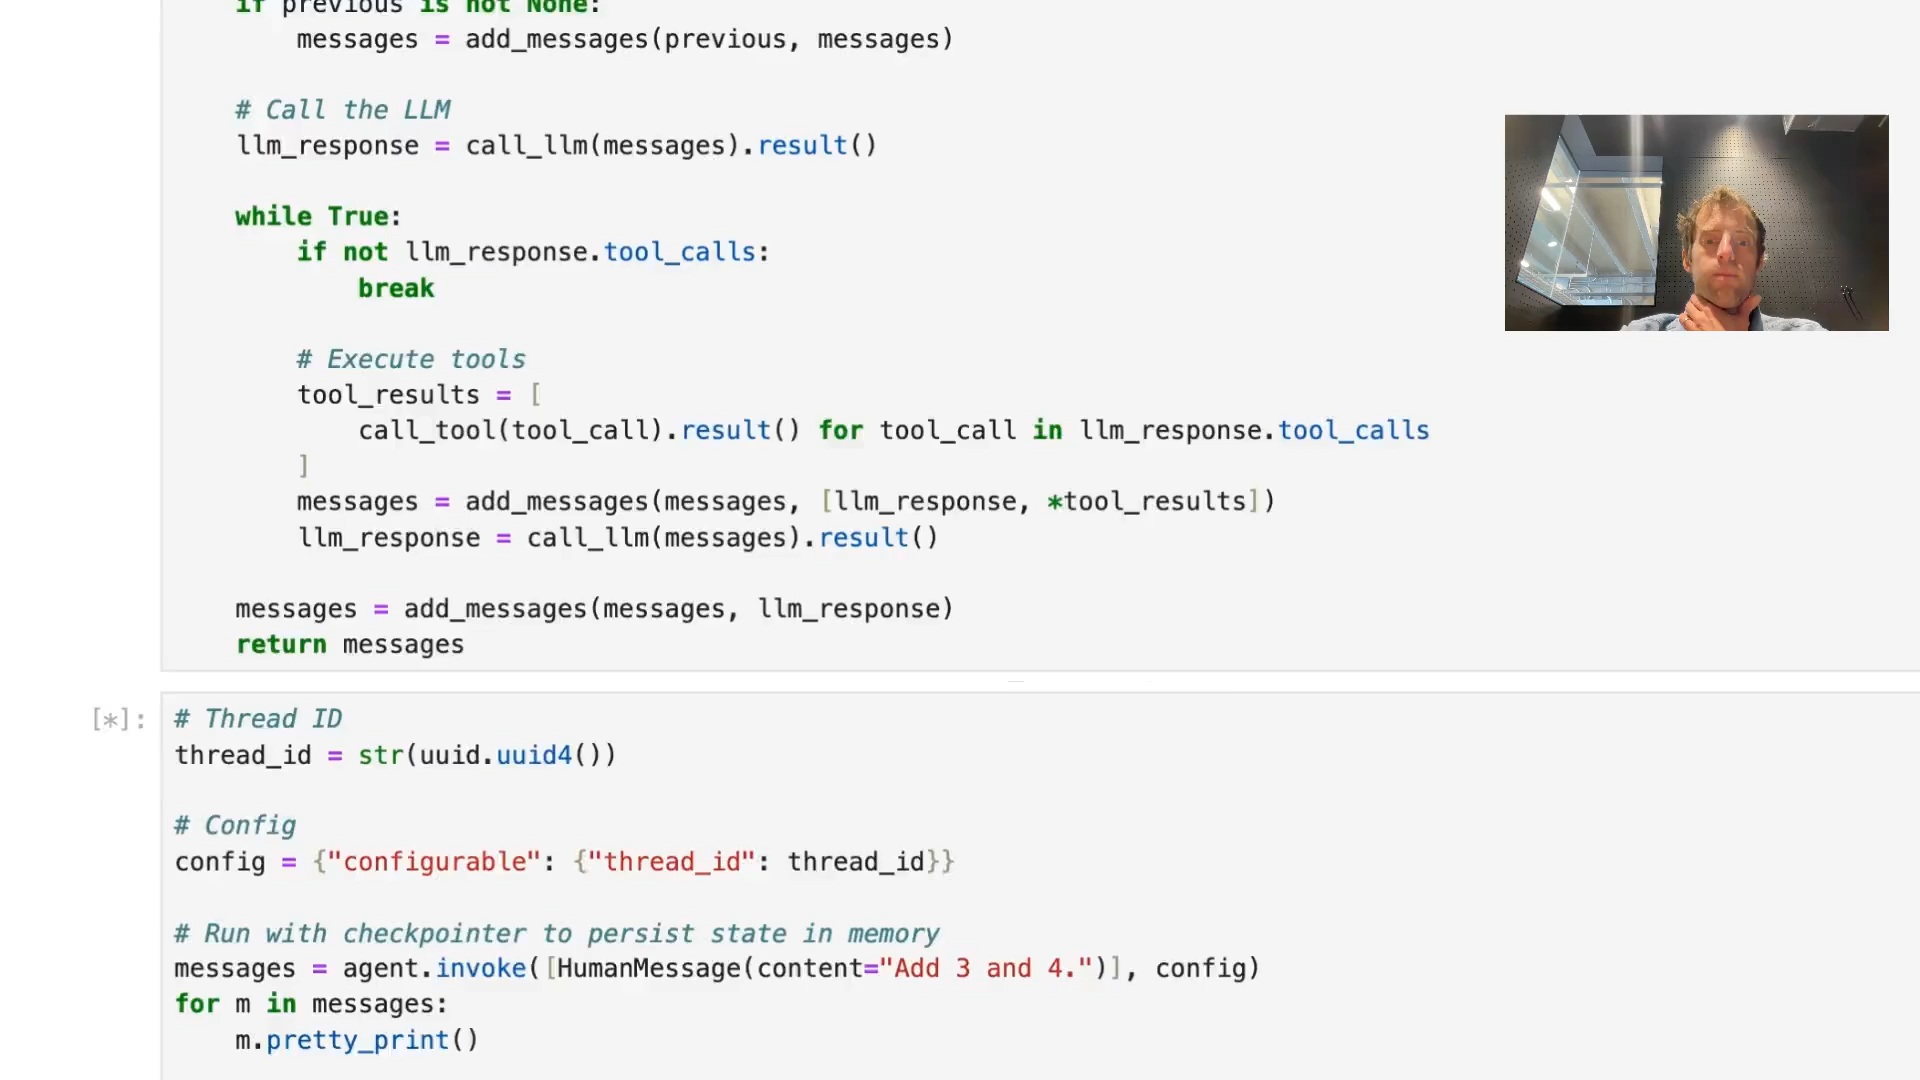 if previous is not None:
messages = add_messages(previous, messages)
# Call the LLM
llm_response = call_llm(messages).result()
while True:
if not llm_response.tool_calls:
break
# Execute tools
tool_results = [
call_tool(tool_call).result() for tool_call in llm_response.tool_calls
]
messages = add_messages(messages, [llm_response, *tool_results])
llm_response = call_llm(messages).result()
messages = add_messages(messages, llm_response)
return messages
[*]:
# Thread ID
thread_id = str(uuid.uuid4())
# Config
config = {"configurable": {"thread_id": thread_id}}
# Run with checkpointer to persist state in memory
messages = agent.invoke([HumanMessage(content="Add 3 and 4.")], config)
for m in messages:
m.pretty_print()